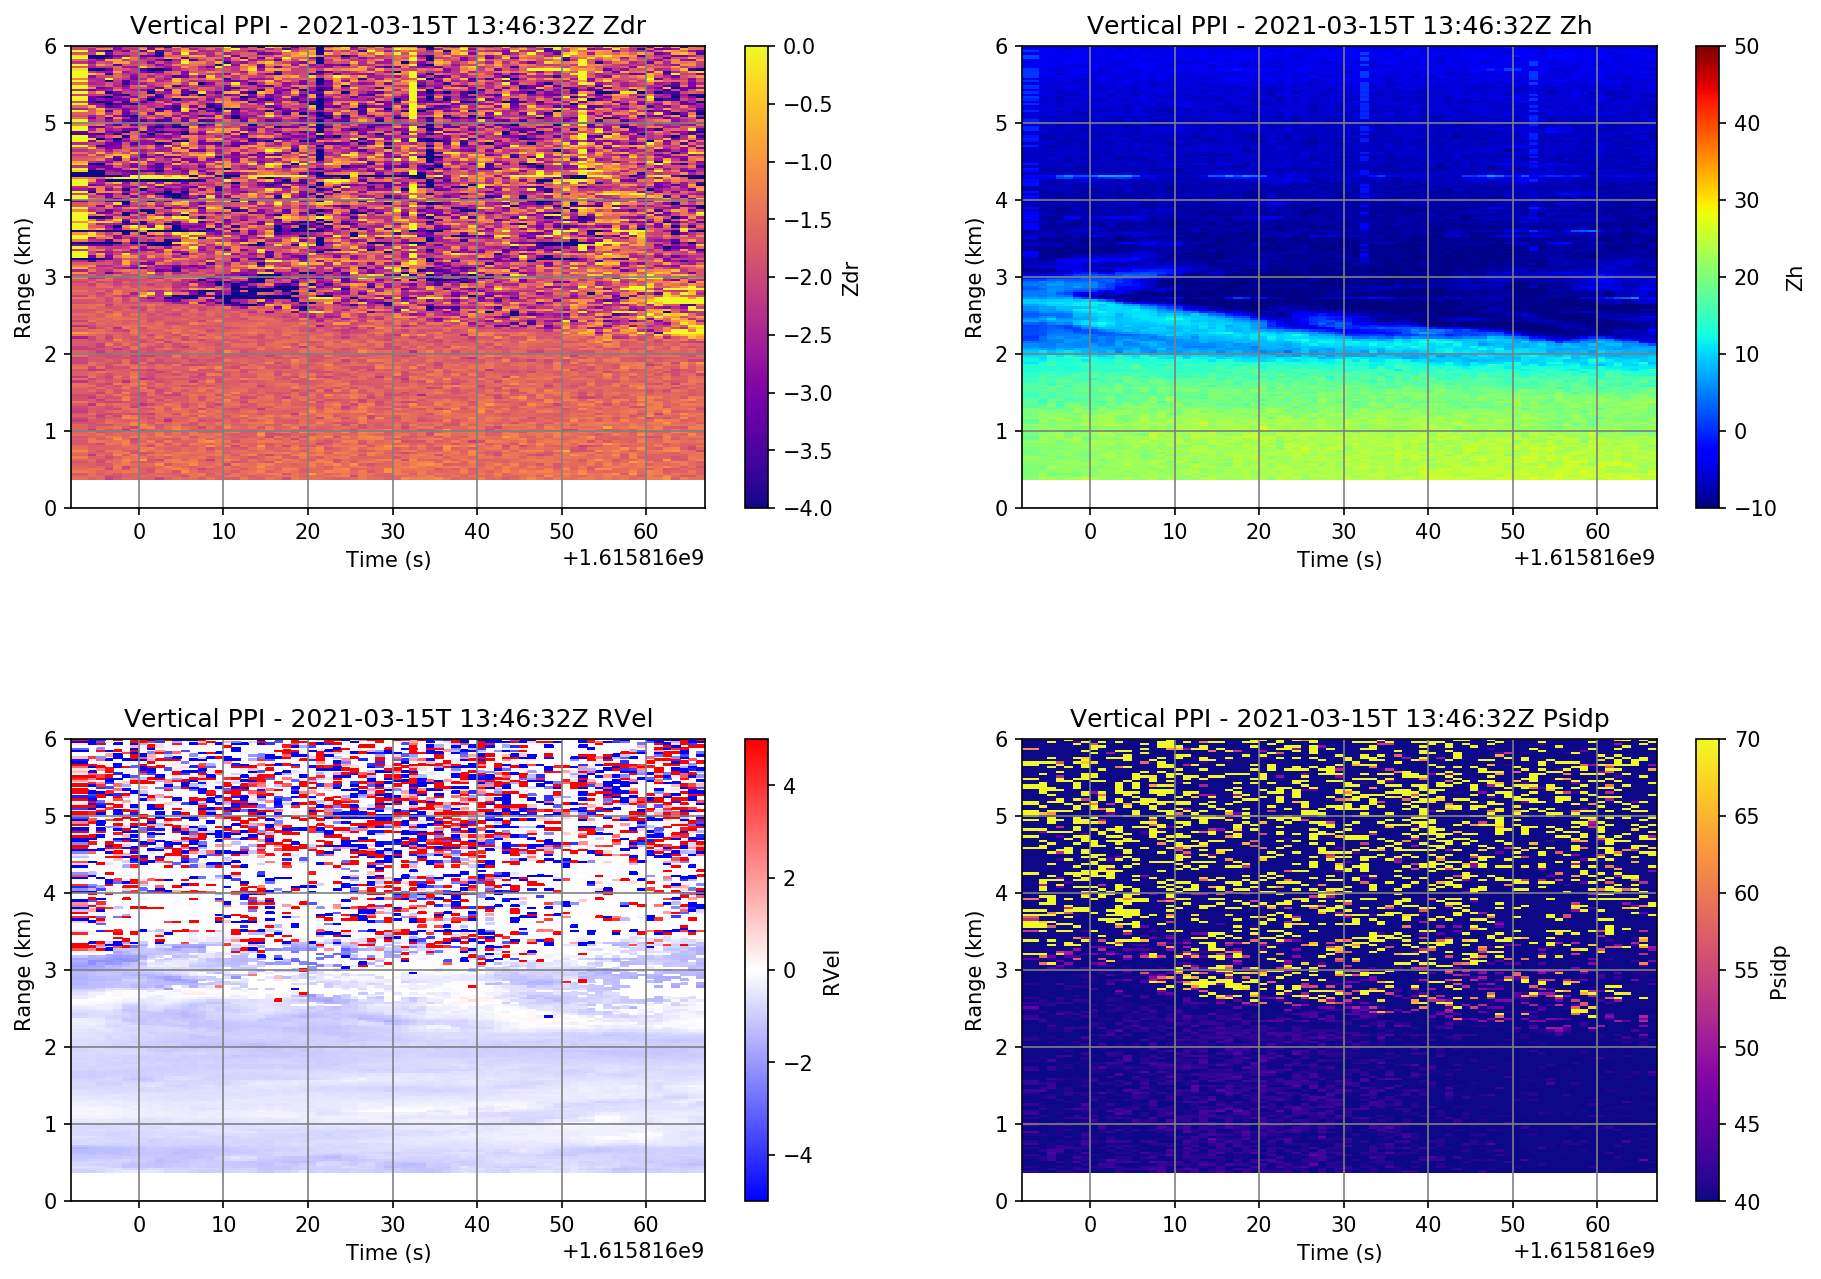 Vertical PPI - 2021-03-15T 13:46:32Z Zdr
6
5
4
3
2
1
0
Range (km)
0 10 20 30 40 50 60
Time (s)
+1.615816e9
0.0
−0.5
−1.0
−1.5
−2.0
−2.5
−3.0
−3.5
−4.0
Zdr
Vertical PPI - 2021-03-15T 13:46:32Z Zh
6
5
4
3
2
1
0
Range (km)
0 10 20 30 40 50 60
Time (s)
+1.615816e9
50
40
30
20
10
0
−10
Zh
Vertical PPI - 2021-03-15T 13:46:32Z RVel
6
5
4
3
2
1
0
Range (km)
0 10 20 30 40 50 60
Time (s)
+1.615816e9
4
2
0
−2
−4
RVel
Vertical PPI - 2021-03-15T 13:46:32Z Psidp
6
5
4
3
2
1
0
Range (km)
0 10 20 30 40 50 60
Time (s)
+1.615816e9
70
65
60
55
50
45
40
Psidp